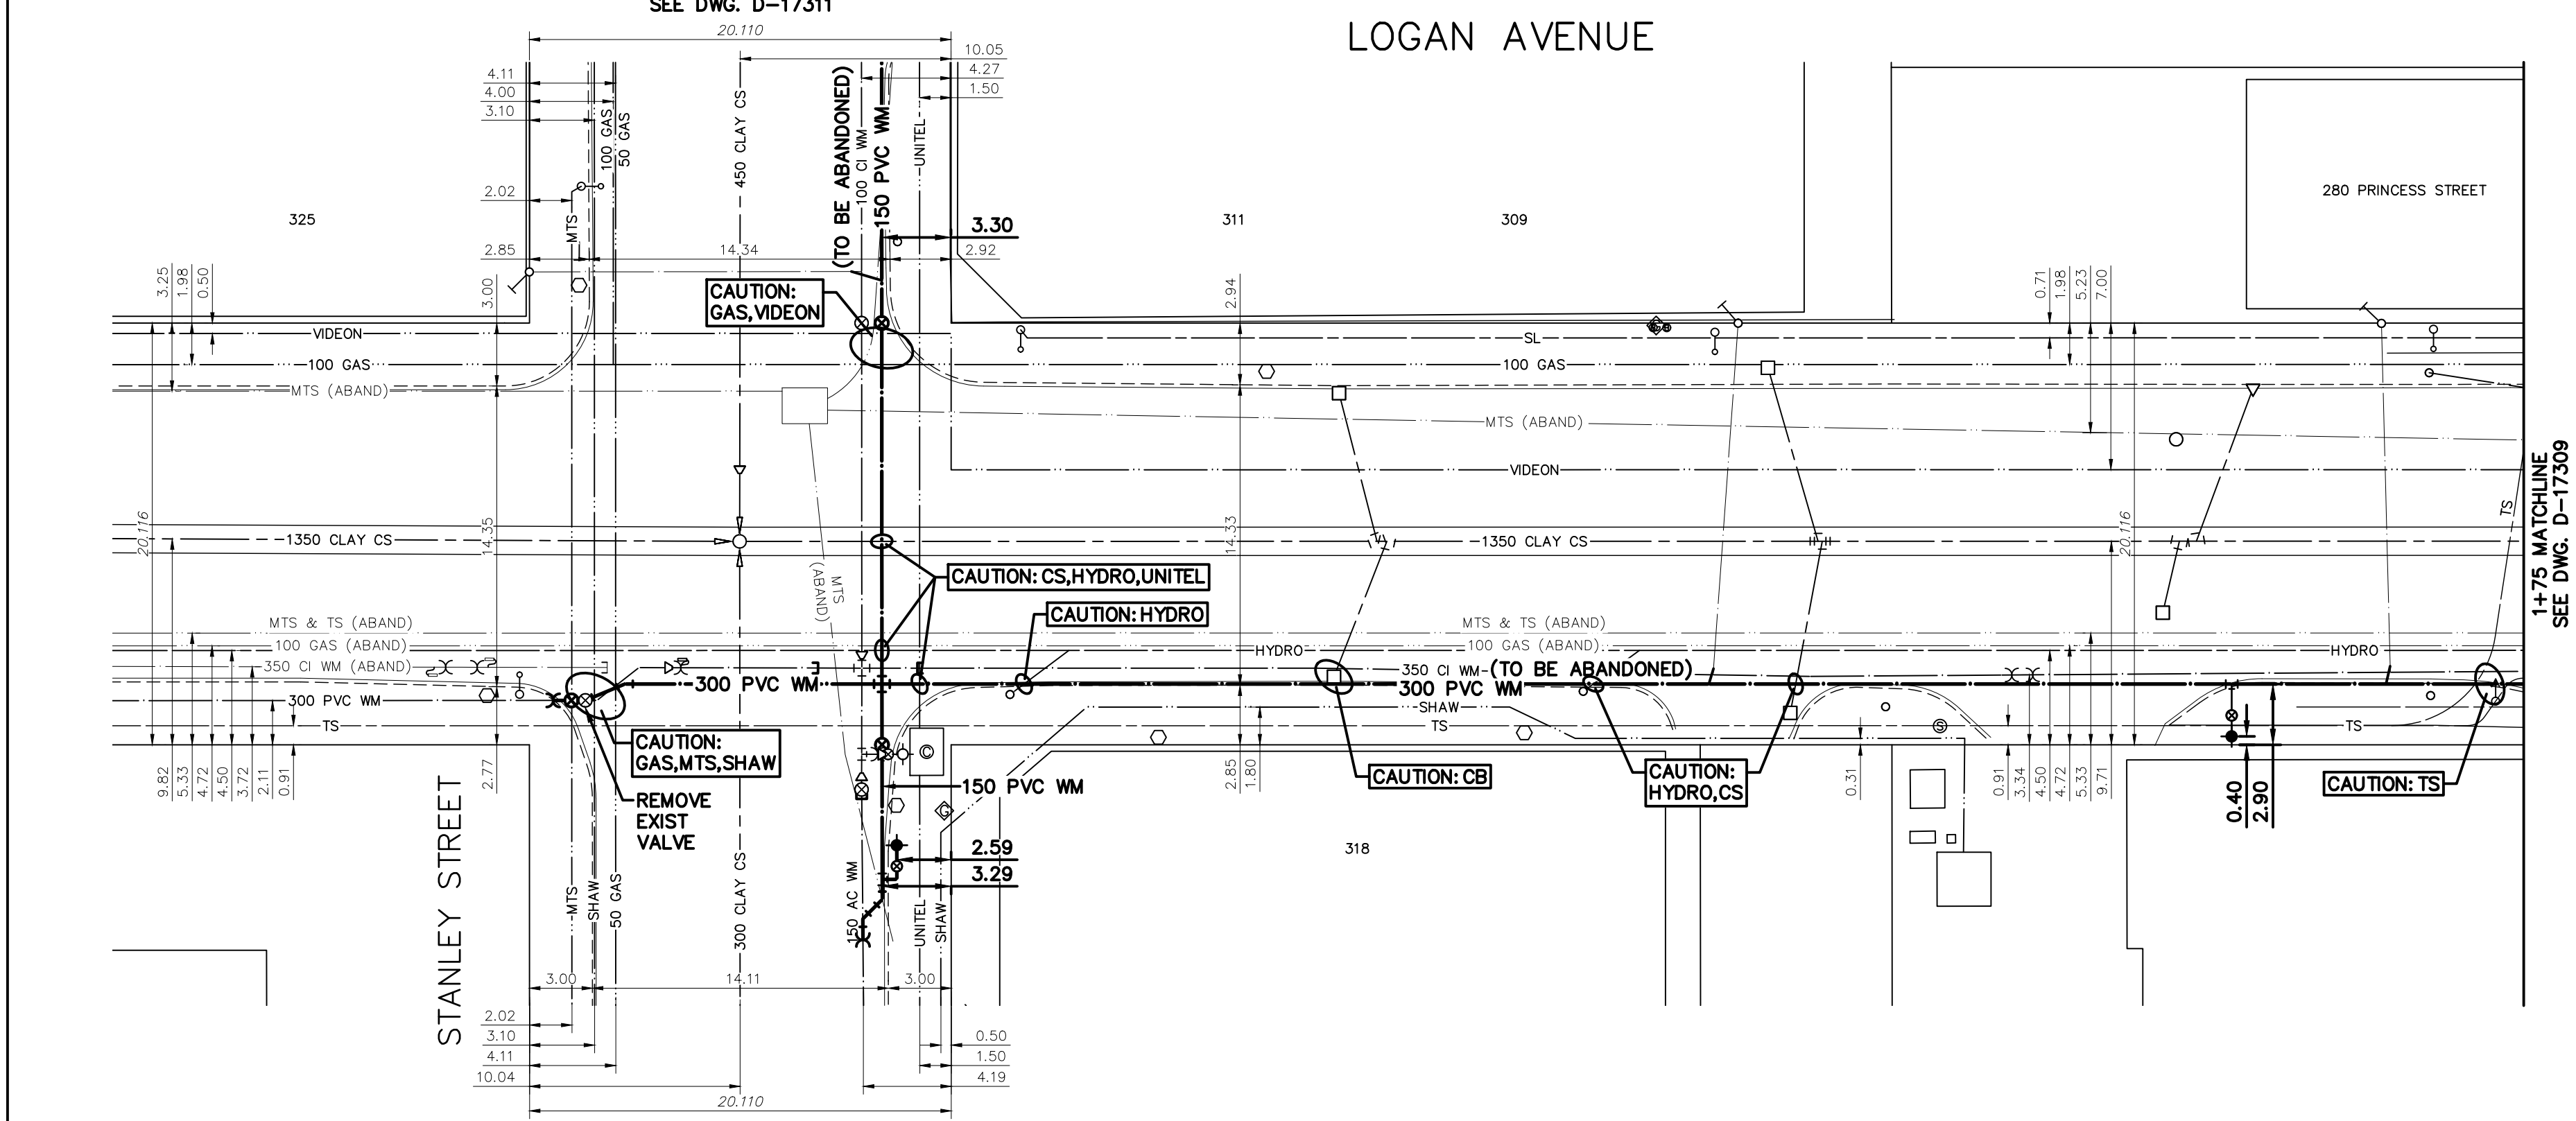 SEE DWG. D-17311
LOGAN AVENUE
20.110
10.05
4.27
1.50
4.11
4.00
3.10
2.02
2.85
14.34
2.92
3.30
100 GAS
50 GAS
MTS
450 CLAY CS
(TO BE ABANDONED)
100 CI WM
150 PVC WM
UNITEL
325
311
309
280 PRINCESS STREET
CAUTION:
GAS,VIDEON
3.25
1.98
0.50
3.00
2.94
0.71
1.98
5.23
7.00
VIDEON
SL
100 GAS
100 GAS
MTS (ABAND)
MTS (ABAND)
VIDEON
20.116
14.35
14.33
20.116
TS
1350 CLAY CS
1350 CLAY CS
1+75 MATCHLINE
SEE DWG. D-17309
MTS
(ABAND)
CAUTION: CS,HYDRO,UNITEL
CAUTION: HYDRO
MTS & TS (ABAND)
MTS & TS (ABAND)
100 GAS (ABAND)
100 GAS (ABAND)
HYDRO
HYDRO
350 CI WM (ABAND)
350 CI WM (TO BE ABANDONED)
300 PVC WM
300 PVC WM
300 PVC WM
SHAW
TS
TS
TS
CAUTION:
GAS,MTS,SHAW
CAUTION: CB
CAUTION:
HYDRO,CS
CAUTION: TS
REMOVE
EXIST
VALVE
C
G
S
150 PVC WM
9.82
5.33
4.72
4.50
3.72
2.11
0.91
2.77
2.85
1.80
0.31
0.91
3.34
4.50
4.72
5.33
9.71
0.40
2.90
318
2.59
3.29
STANLEY STREET
MTS
SHAW
50 GAS
300 CLAY CS
150 AC WM
UNITEL
SHAW
3.00
14.11
3.00
2.02
3.10
4.11
10.04
0.50
1.50
4.19
20.110